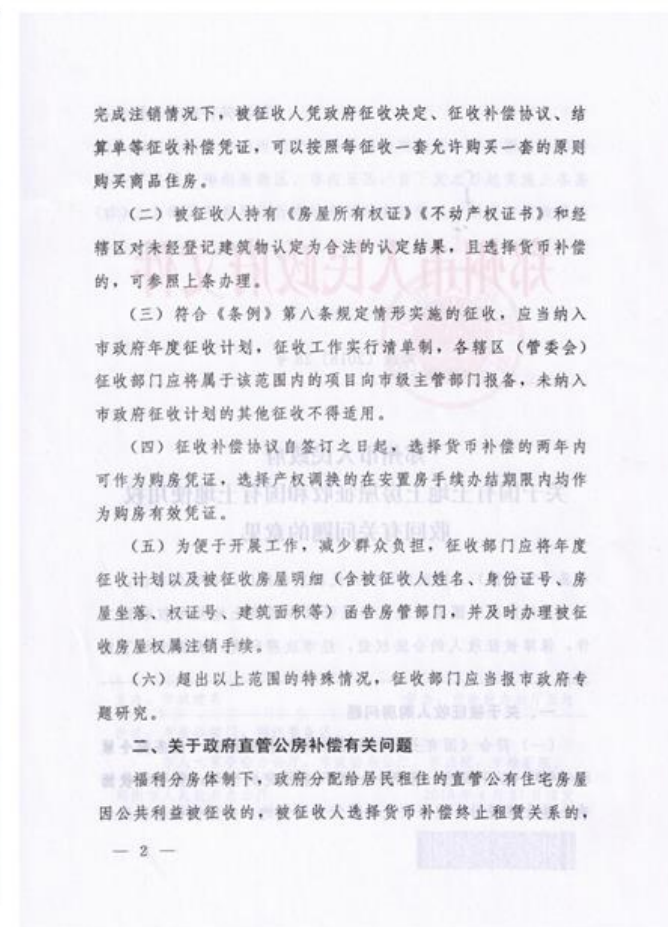 完成注销情况下，被征收人凭政府征收决定、征收补偿协议、结
算单等征收补偿凭证，可以按照每征收一套允许购买一套的原则
购买商品住房。
（二）被征收人持有《房屋所有权证》《不动产权证书》和经
辖区对未经登记建筑物认定为合法的认定结果，且选择货币补偿
的，可参照上条办理。
（三）符合《条例》第八条规定情形实施的征收，应当纳入
市政府年度征收计划，征收工作实行清单制，各辖区（管委会）
征收部门应将属于该范围内的项目向市级主管部门报备，未纳入
市政府征收计划的其他征收不得适用。
（四）征收补偿协议自签订之日起，选择货币补偿的两年内
可作为购房凭证，选择产权调换的在安置房手续办结期限内均作
为购房有效凭证。
（五）为便于开展工作，减少群众负担，征收部门应将年度
征收计划以及被征收房屋明细（含被征收人姓名、身份证号、房
屋坐落、权证号、建筑面积等）函告房管部门，并及时办理被征
收房屋权属注销手续。
（六）超出以上范围的特殊情况，征收部门应当报市政府专
题研究。
二、关于政府直管公房补偿有关问题
福利分房体制下，政府分配给居民租住的直管公有住宅房屋
因公共利益被征收的，被征收人选择货币补偿终止租赁关系的，
— 2 —